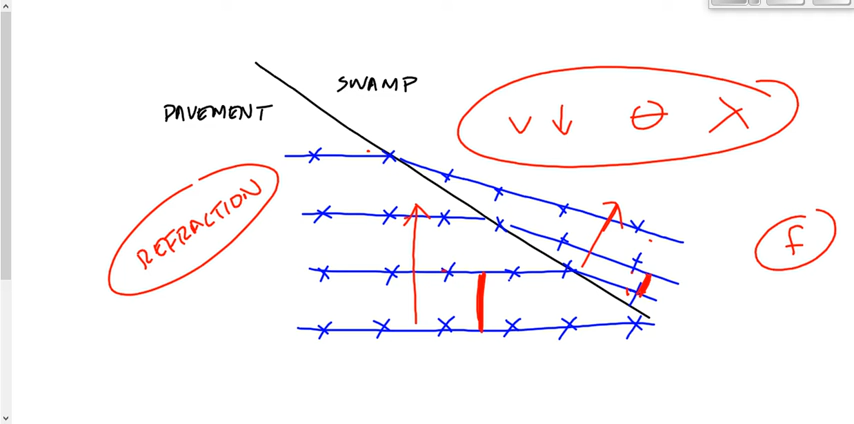 SWAMP
PAVEMENT
v ↓ θ λ
REFRACTION
f